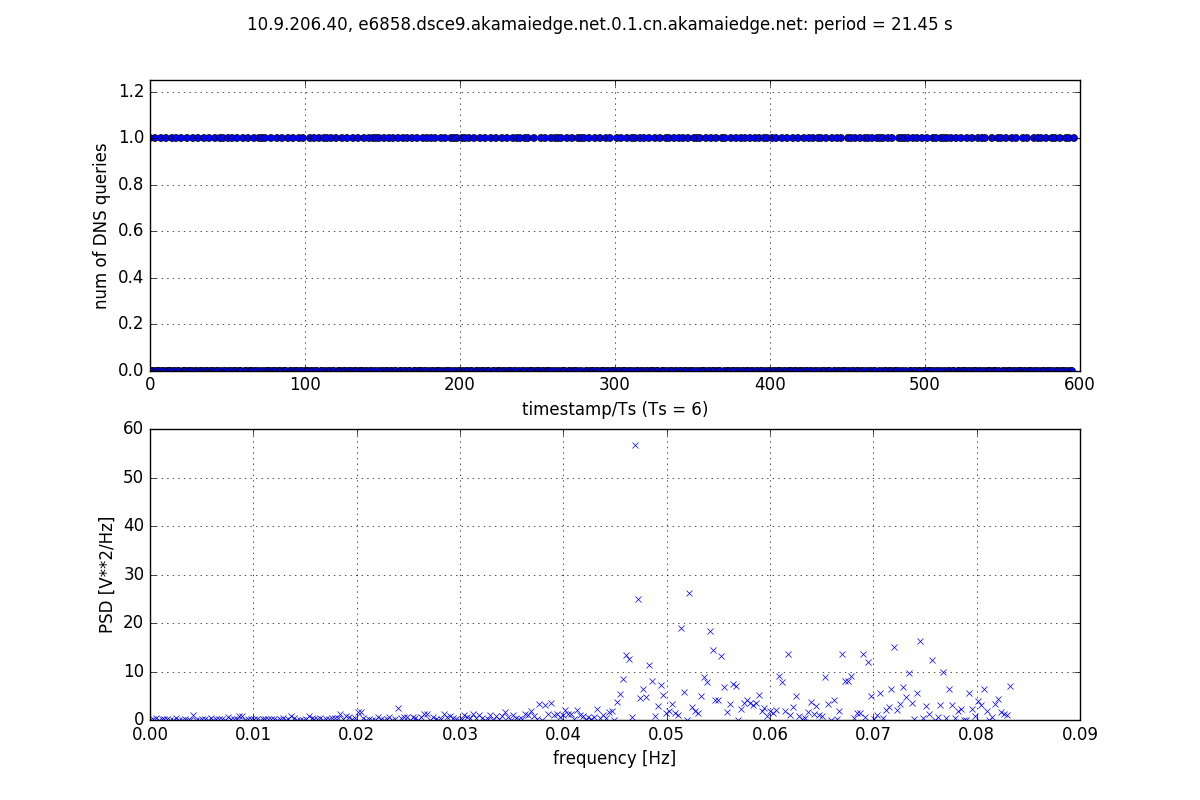 10.9.206.40, e6858.dsce9.akamaiedge.net.0.1.cn.akamaiedge.net: period = 21.45 s
1.2
1.0
0.8
0.6
0.4
0.2
0.0
num of DNS queries
0 100 200 300 400 500 600
timestamp/Ts (Ts = 6)
60
50
40
30
20
10
0
PSD [V**2/Hz]
0.00 0.01 0.02 0.03 0.04 0.05 0.06 0.07 0.08 0.09
frequency [Hz]